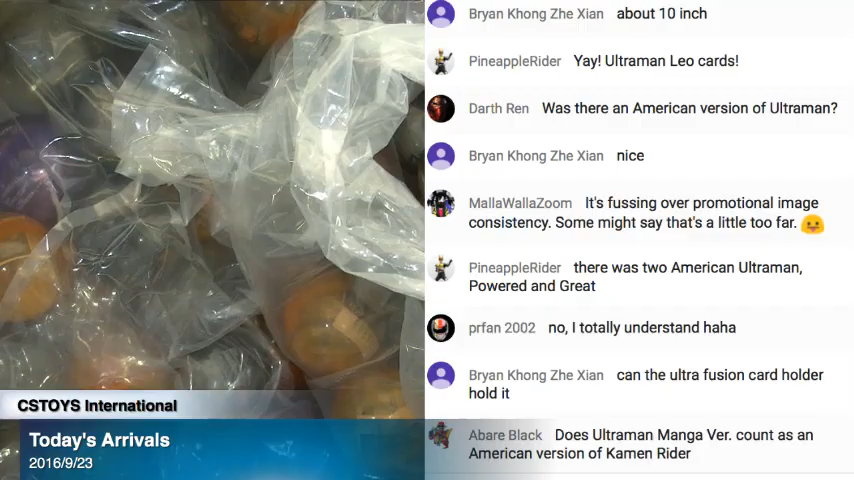 Bryan Khong Zhe Xian about 10 inch
PineappleRider Yay! Ultraman Leo cards!
Darth Ren Was there an American version of Ultraman?
Bryan Khong Zhe Xian nice
MallaWallaZoom It's fussing over promotional image
consistency. Some might say that's a little too far. 😛
PineappleRider there was two American Ultraman,
Powered and Great
prfan 2002 no, I totally understand haha
Bryan Khong Zhe Xian can the ultra fusion card holder
hold it
Abare Black Does Ultraman Manga Ver. count as an
American version of Kamen Rider
CSTOYS International
Today's Arrivals
2016/9/23